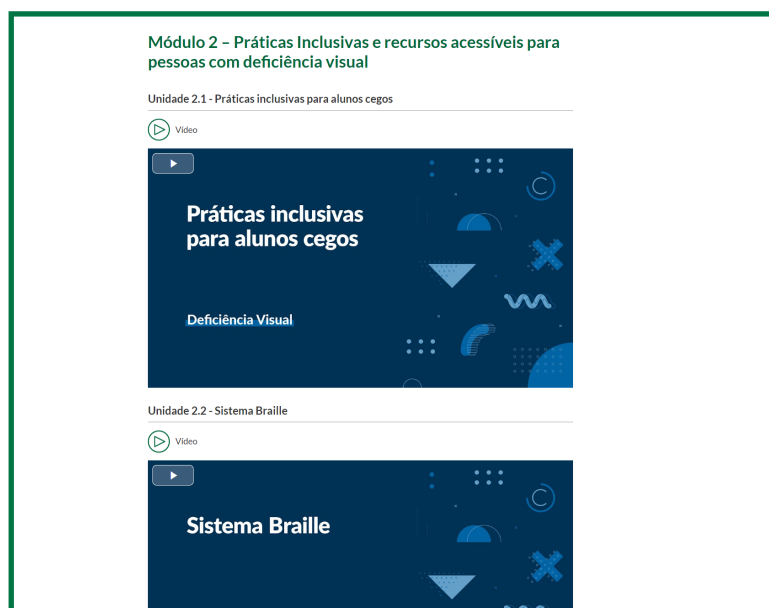 Módulo 2 – Práticas Inclusivas e recursos acessíveis para
pessoas com deficiência visual
Unidade 2.1 - Práticas inclusivas para alunos cegos
Vídeo
Práticas inclusivas
para alunos cegos
Deficiência Visual
Unidade 2.2 - Sistema Braille
Vídeo
Sistema Braille